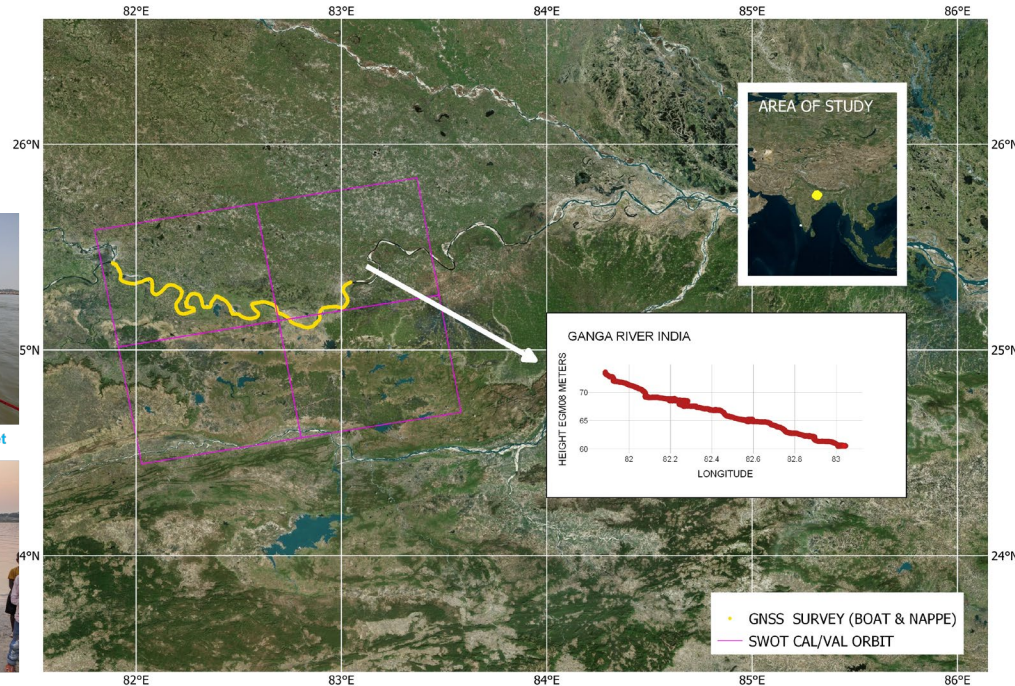 82°E 83°E 84°E 85°E 86°E
AREA OF STUDY
26°N 26°N
5°N 25°N
GANGA RIVER INDIA
HEIGHT EGM08 METERS
70
65
60
82 82.2 82.4 82.6 82.8 83
LONGITUDE
t
4°N 24°N
GNSS SURVEY (BOAT & NAPPE)
SWOT CAL/VAL ORBIT
82°E 83°E 84°E 85°E 86°E